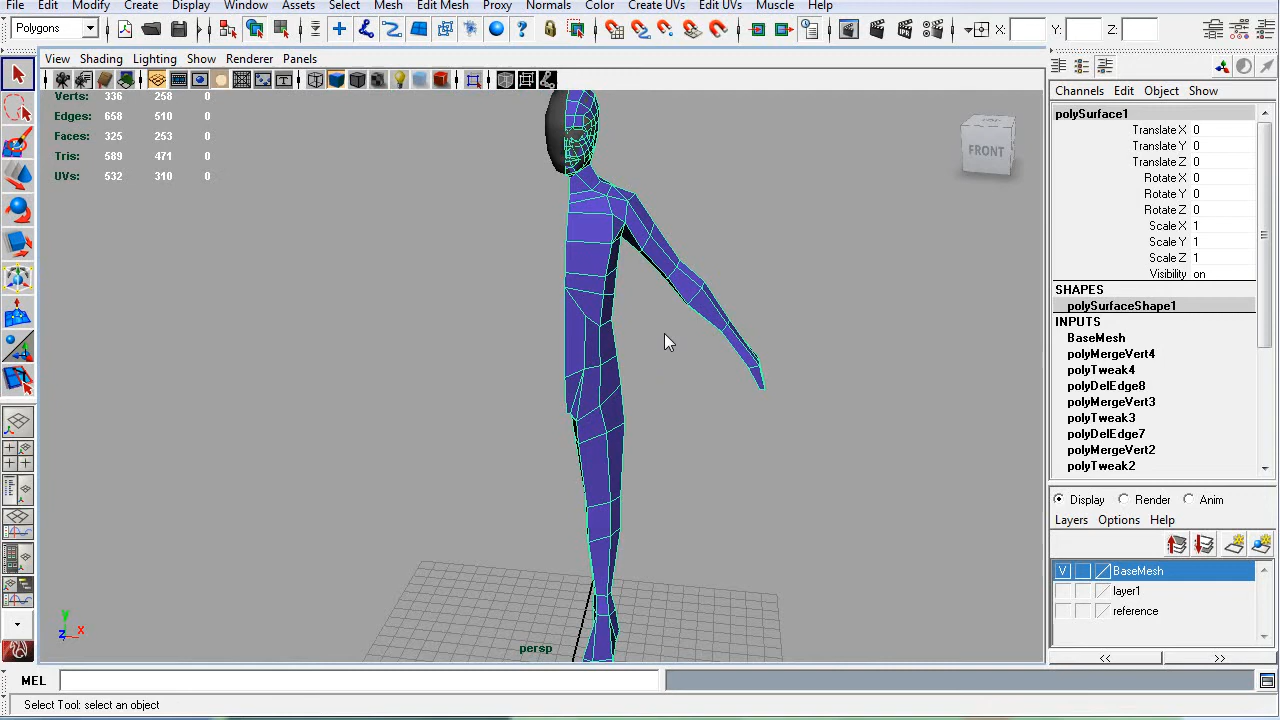 File Edit Modify Create Display Window Assets Select Mesh Edit Mesh Proxy Normals Color Create UVs Edit UVs Muscle Help
Polygons X: Y: Z:
View Shading Lighting Show Renderer Panels
Channels Edit Object Show
Verts: 336 258 0
Edges: 658 510 0
Faces: 325 253 0
Tris: 589 471 0
UVs: 532 310 0
FRONT
polySurface1
Translate X 0
Translate Y 0
Translate Z 0
Rotate X 0
Rotate Y 0
Rotate Z 0
Scale X 1
Scale Y 1
Scale Z 1
Visibility on
SHAPES
polySurfaceShape1
INPUTS
BaseMesh
polyMergeVert4
polyTweak4
polyDelEdge8
polyMergeVert3
polyTweak3
polyDelEdge7
polyMergeVert2
polyTweak2
Display Render Anim
Layers Options Help
V BaseMesh
layer1
reference
y
z x
persp
<< >>
MEL
Select Tool: select an object